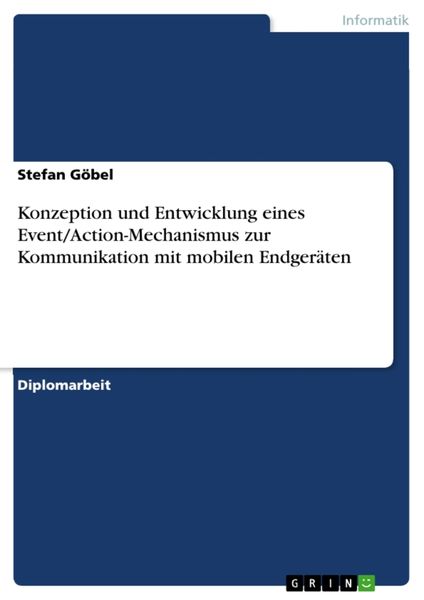 Informatik
Stefan Göbel
Konzeption und Entwicklung eines
Event/Action-Mechanismus zur
Kommunikation mit mobilen Endgeräten
Diplomarbeit
GRIN